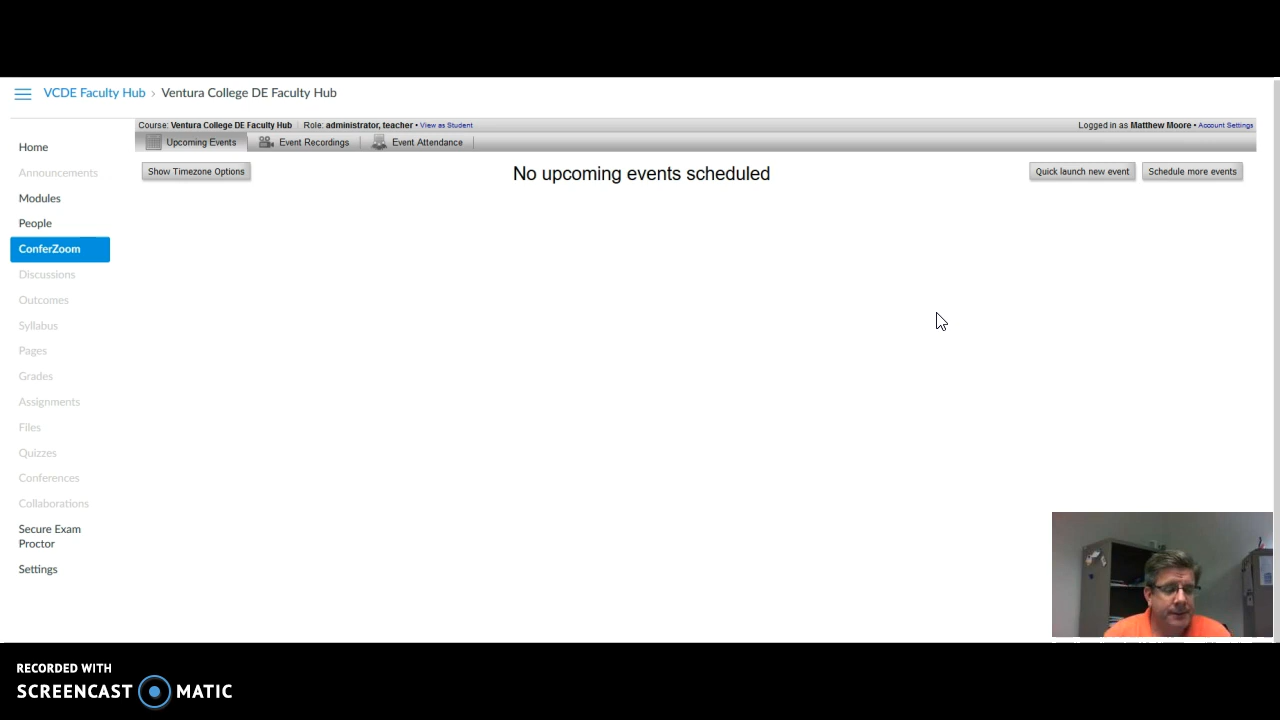 VCDE Faculty Hub › Ventura College DE Faculty Hub
Course: Ventura College DE Faculty Hub Role: administrator, teacher • View as Student
Logged in as Matthew Moore • Account Settings
Upcoming Events
Event Recordings
Event Attendance
Show Timezone Options
No upcoming events scheduled
Quick launch new event
Schedule more events
Home
Announcements
Modules
People
ConferZoom
Discussions
Outcomes
Syllabus
Pages
Grades
Assignments
Files
Quizzes
Conferences
Collaborations
Secure Exam
Proctor
Settings
RECORDED WITH
SCREENCAST MATIC